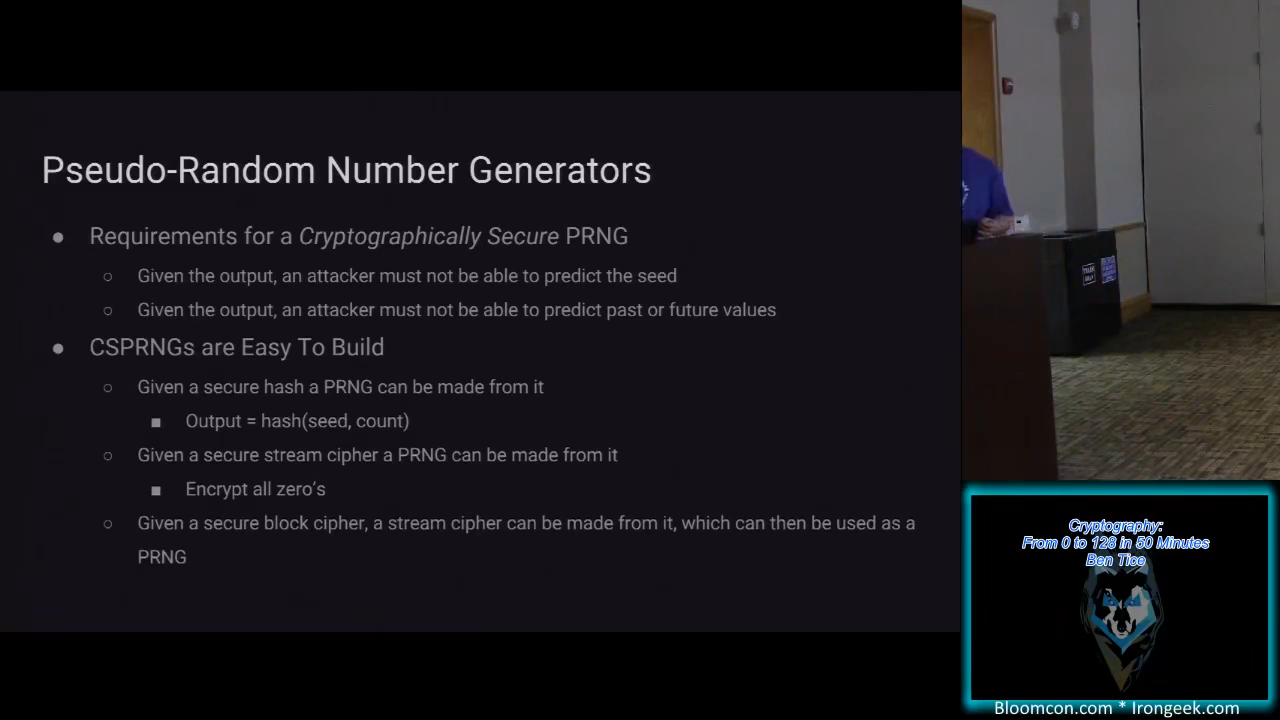 Pseudo-Random Number Generators
● Requirements for a Cryptographically Secure PRNG
○ Given the output, an attacker must not be able to predict the seed
○ Given the output, an attacker must not be able to predict past or future values
● CSPRNGs are Easy To Build
○ Given a secure hash a PRNG can be made from it
■ Output = hash(seed, count)
○ Given a secure stream cipher a PRNG can be made from it
■ Encrypt all zero's
○ Given a secure block cipher, a stream cipher can be made from it, which can then be used as a
PRNG
Cryptography:
From 0 to 128 in 50 Minutes
Ben Tice
Bloomcon.com * Irongeek.com